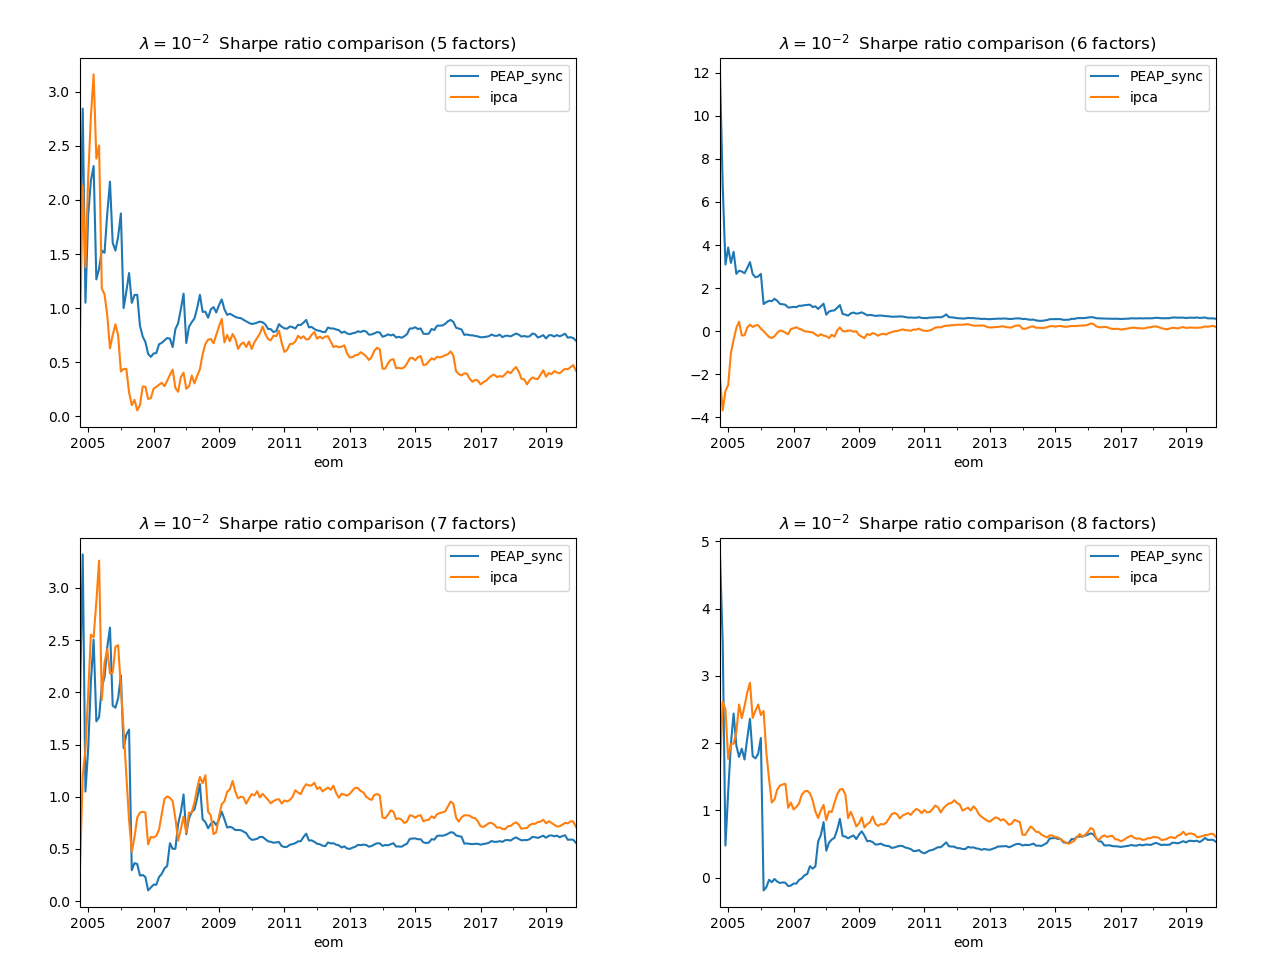 λ = 10⁻² Sharpe ratio comparison (5 factors)
PEAP_sync
ipca
3.0
2.5
2.0
1.5
1.0
0.5
0.0
2005 2007 2009 2011 2013 2015 2017 2019
eom
λ = 10⁻² Sharpe ratio comparison (6 factors)
PEAP_sync
ipca
12
10
8
6
4
2
0
−2
−4
2005 2007 2009 2011 2013 2015 2017 2019
eom
λ = 10⁻² Sharpe ratio comparison (7 factors)
PEAP_sync
ipca
3.0
2.5
2.0
1.5
1.0
0.5
0.0
2005 2007 2009 2011 2013 2015 2017 2019
eom
λ = 10⁻² Sharpe ratio comparison (8 factors)
PEAP_sync
ipca
5
4
3
2
1
0
2005 2007 2009 2011 2013 2015 2017 2019
eom